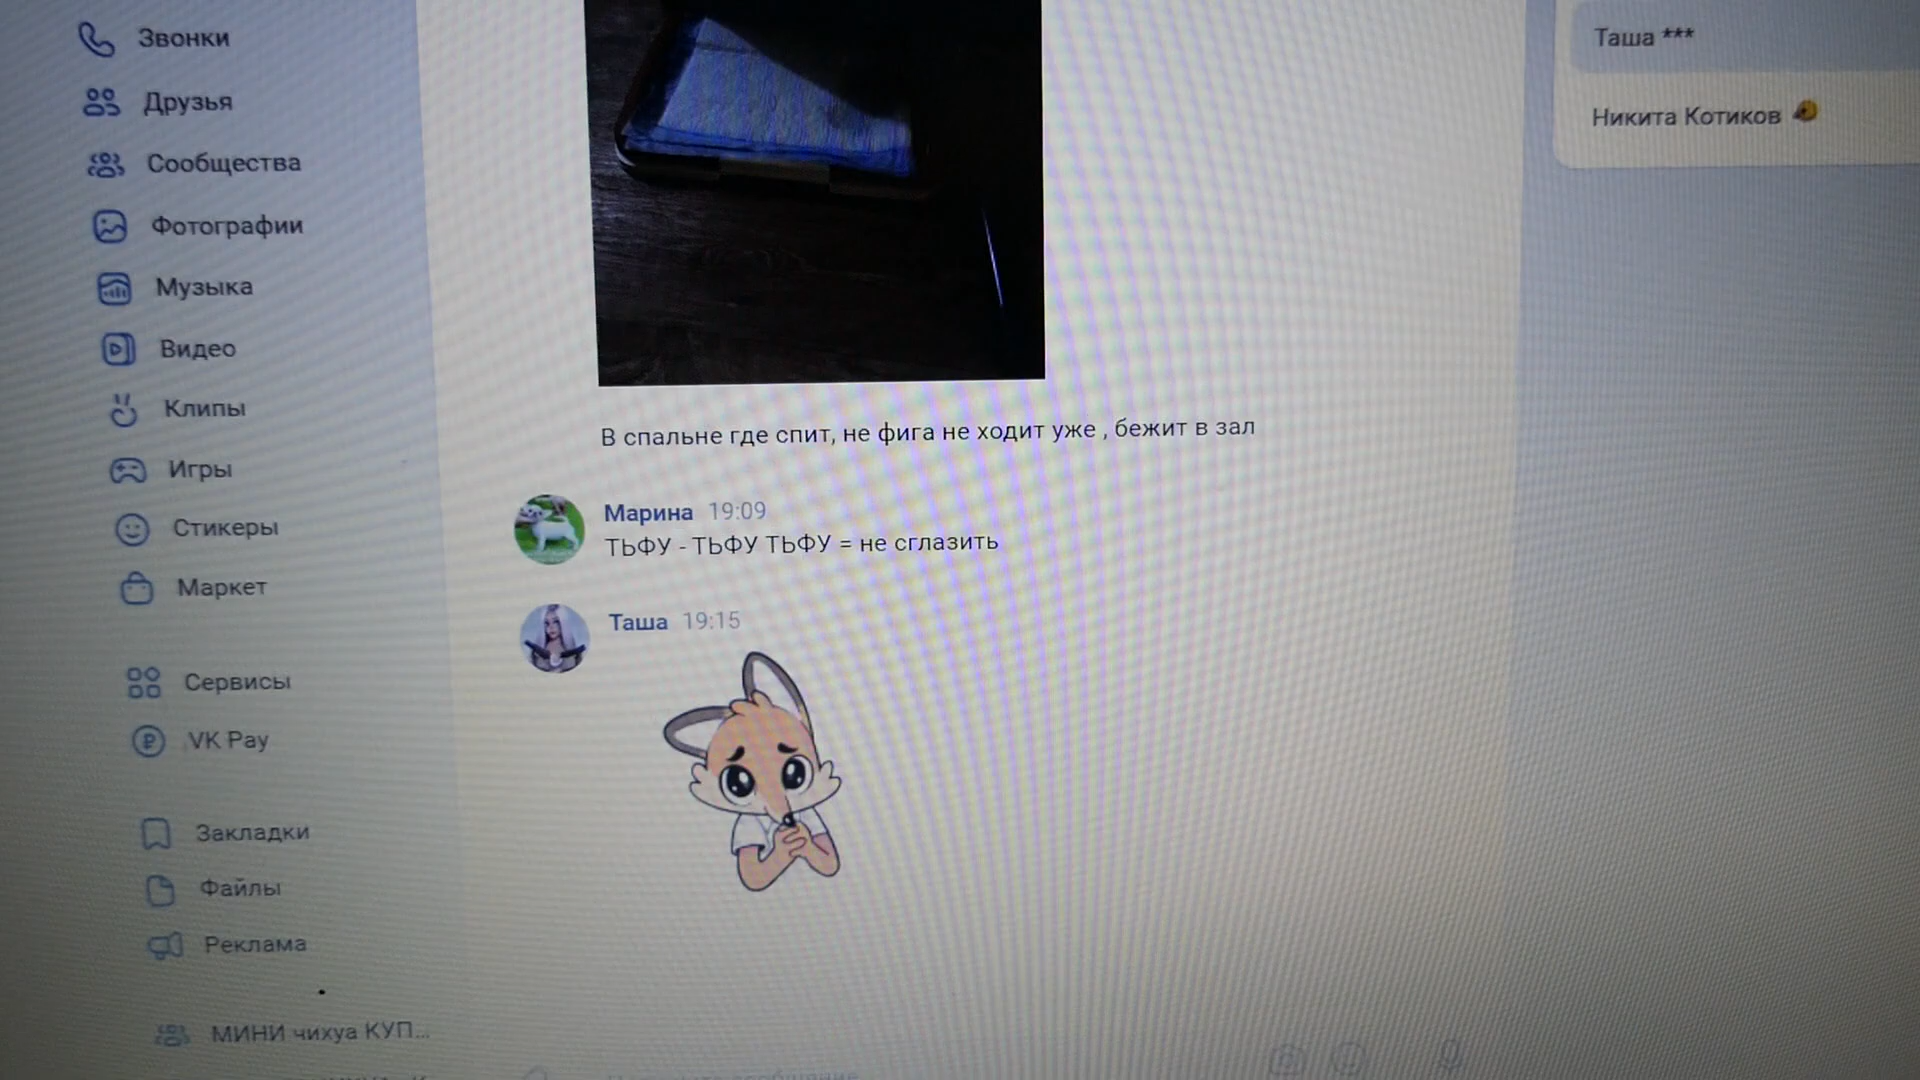 Звонки
Друзья
Сообщества
Фотографии
Музыка
Видео
Клипы
Игры
Стикеры
Маркет
Сервисы
VK Pay
Закладки
Файлы
Реклама
МИНИ чихуа КУП...
В спальне где спит, не фига не ходит уже , бежит в зал
Марина 19:09
ТЬФУ - ТЬФУ ТЬФУ = не сглазить
Таша 19:15
Таша ***
Никита Котиков